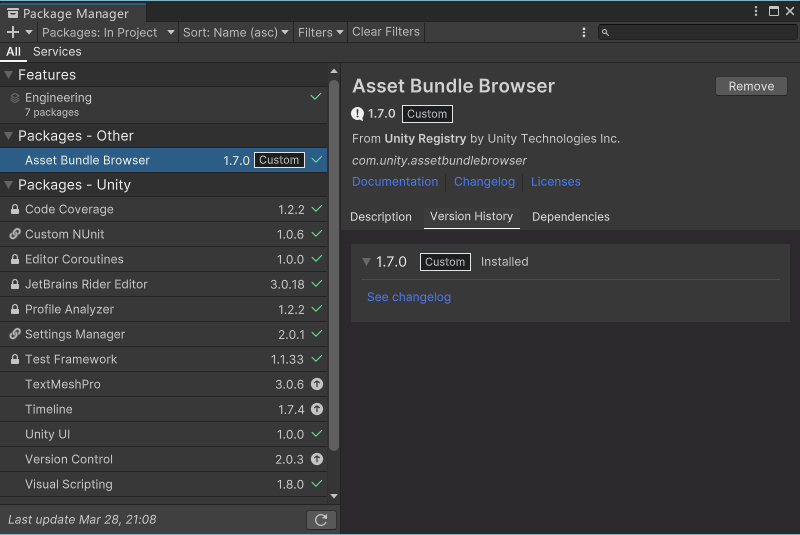 Package Manager
Packages: In Project
Sort: Name (asc)
Filters
Clear Filters
All
Services
Features
Engineering
7 packages
Packages - Other
Asset Bundle Browser 1.7.0 Custom
Packages - Unity
Code Coverage 1.2.2
Custom NUnit 1.0.6
Editor Coroutines 1.0.0
JetBrains Rider Editor 3.0.18
Profile Analyzer 1.2.2
Settings Manager 2.0.1
Test Framework 1.1.33
TextMeshPro 3.0.6
Timeline 1.7.4
Unity UI 1.0.0
Version Control 2.0.3
Visual Scripting 1.8.0
Last update Mar 28, 21:08
Asset Bundle Browser
Remove
1.7.0 Custom
From Unity Registry by Unity Technologies Inc.
com.unity.assetbundlebrowser
Documentation Changelog Licenses
Description Version History Dependencies
1.7.0 Custom Installed
See changelog